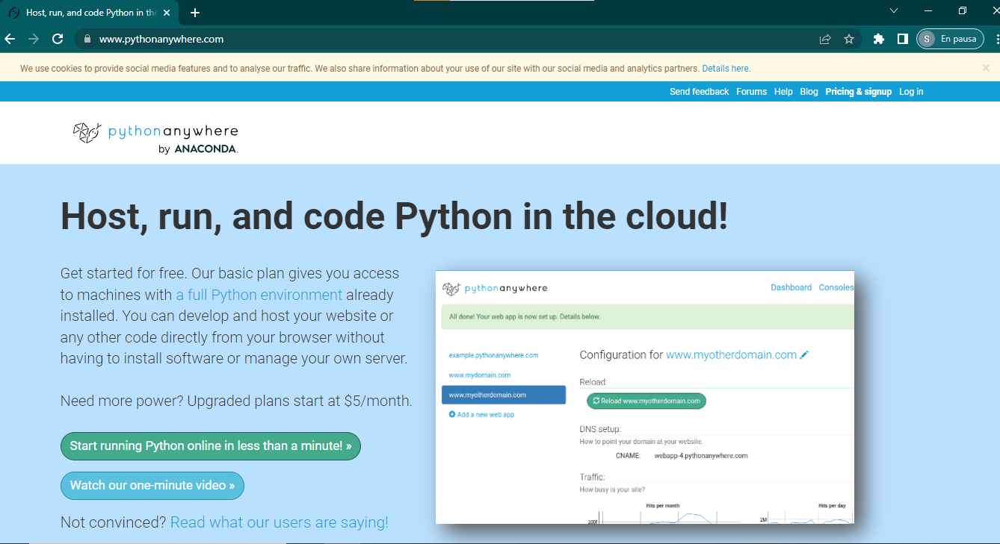 Host, run, and code Python in the
www.pythonanywhere.com
S
En pausa
We use cookies to provide social media features and to analyse our traffic. We also share information about your use of our site with our social media and analytics partners. Details here.
Send feedback Forums Help Blog Pricing & signup Log in
pythonanywhere
by ANACONDA.
Host, run, and code Python in the cloud!
Get started for free. Our basic plan gives you access
to machines with a full Python environment already
installed. You can develop and host your website or
any other code directly from your browser without
having to install software or manage your own server.
Need more power? Upgraded plans start at $5/month.
Start running Python online in less than a minute! »
Watch our one-minute video »
Not convinced? Read what our users are saying!
pythonanywhere
Dashboard Consoles
All done! Your web app is now set up. Details below.
example.pythonanywhere.com
www.mydomain.com
www.myotherdomain.com
Add a new web app
Configuration for www.myotherdomain.com
Reload:
Reload www.myotherdomain.com
DNS setup:
How to point your domain at your website.
CNAME: webapp-4.pythonanywhere.com
Traffic:
How busy is your site?
Hits per month
Hits per day
2M